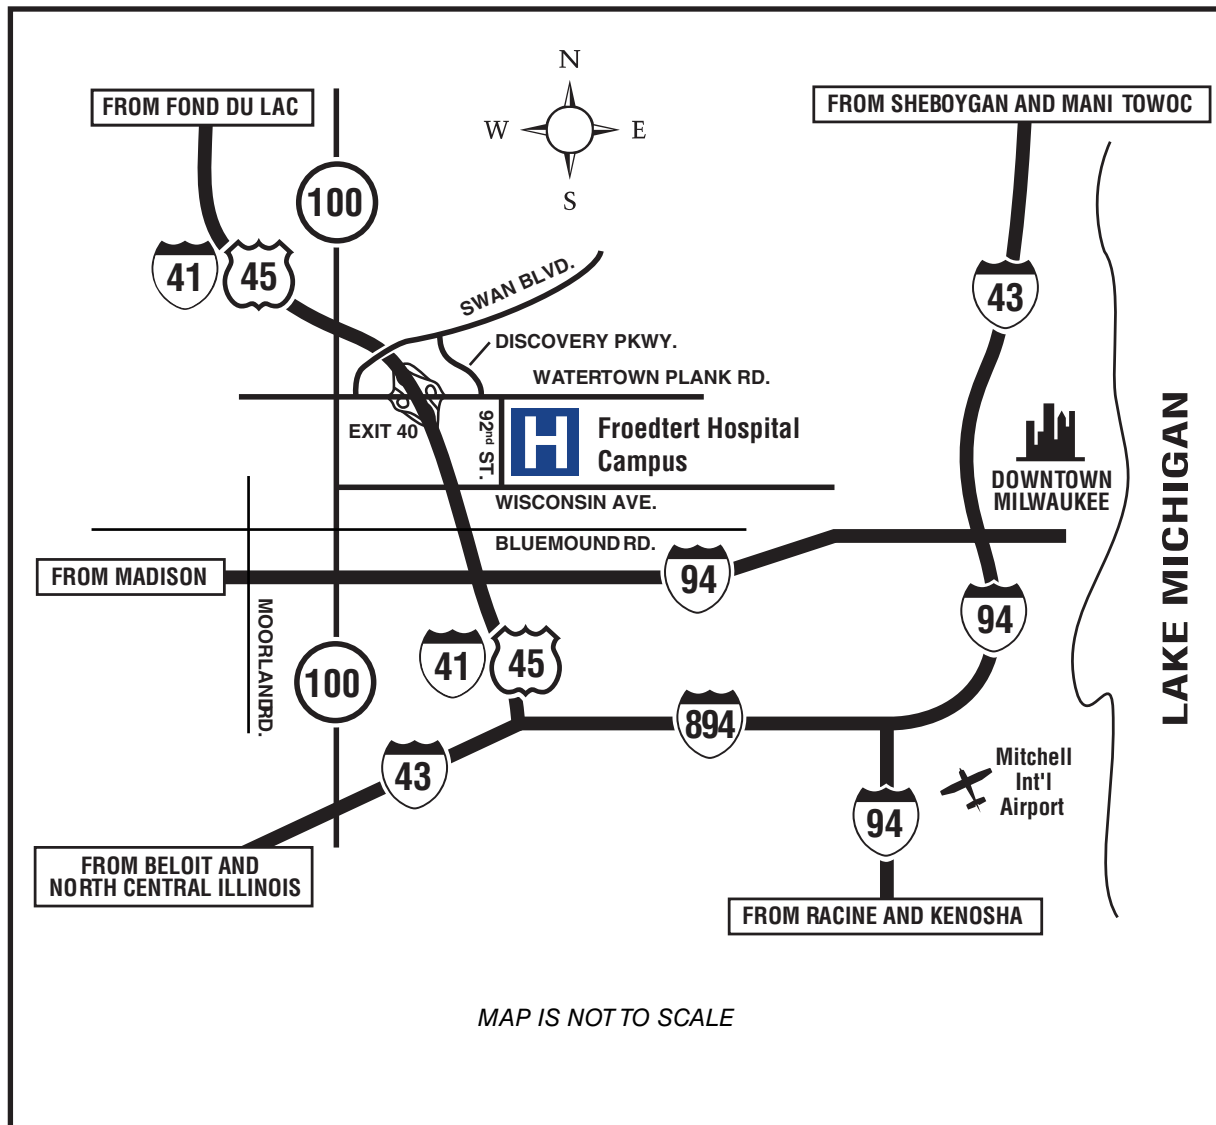 N
W E
S
FROM FOND DU LAC
FROM SHEBOYGAN AND MANI TOWOC
100
41
45
43
SWAN BLVD.
DISCOVERY PKWY.
WATERTOWN PLANK RD.
EXIT 40
92nd ST.
H
Froedtert Hospital
Campus
WISCONSIN AVE.
BLUEMOUND RD.
DOWNTOWN
MILWAUKEE
LAKE MICHIGAN
FROM MADISON
94
94
MOORLAND RD.
100
41
45
894
43
94
Mitchell
Int'l
Airport
FROM BELOIT AND
NORTH CENTRAL ILLINOIS
FROM RACINE AND KENOSHA
MAP IS NOT TO SCALE